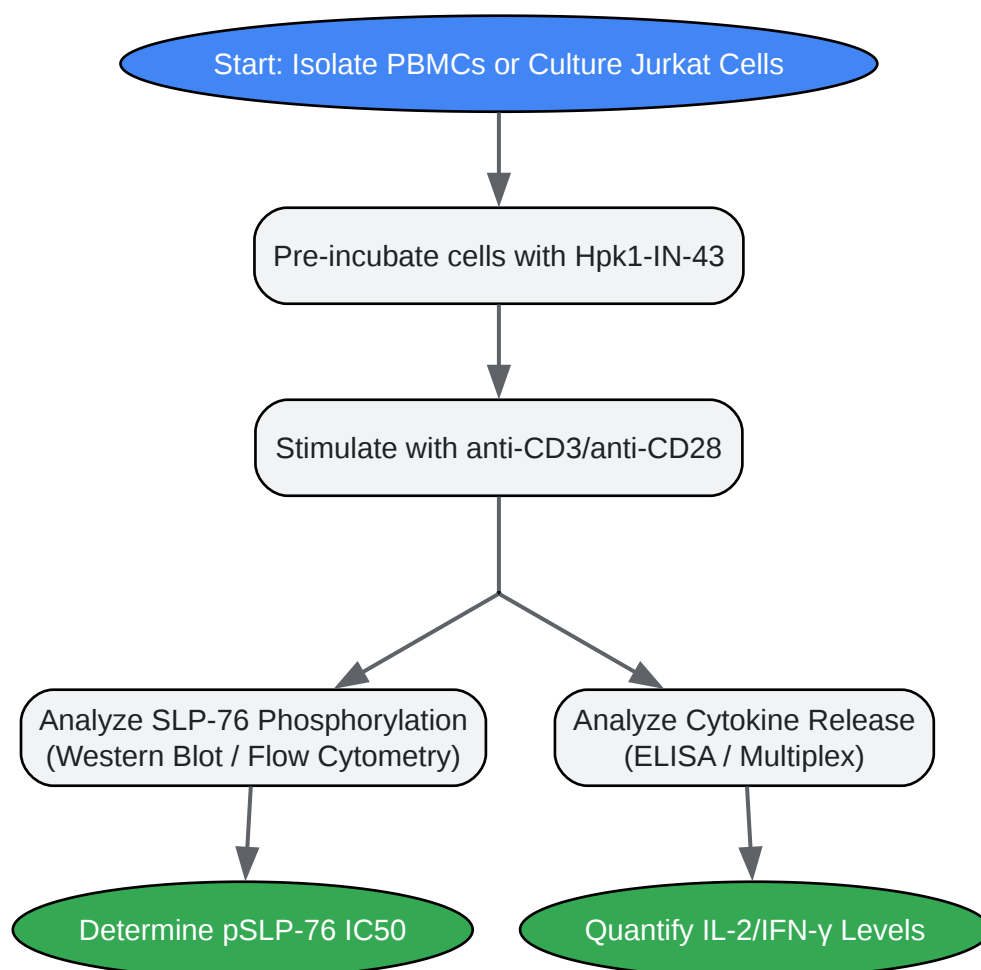 Start: Isolate PBMCs or Culture Jurkat Cells
Pre-incubate cells with Hpk1-IN-43
Stimulate with anti-CD3/anti-CD28
Analyze SLP-76 Phosphorylation
(Western Blot / Flow Cytometry)
Analyze Cytokine Release
(ELISA / Multiplex)
Determine pSLP-76 IC50
Quantify IL-2/IFN-γ Levels